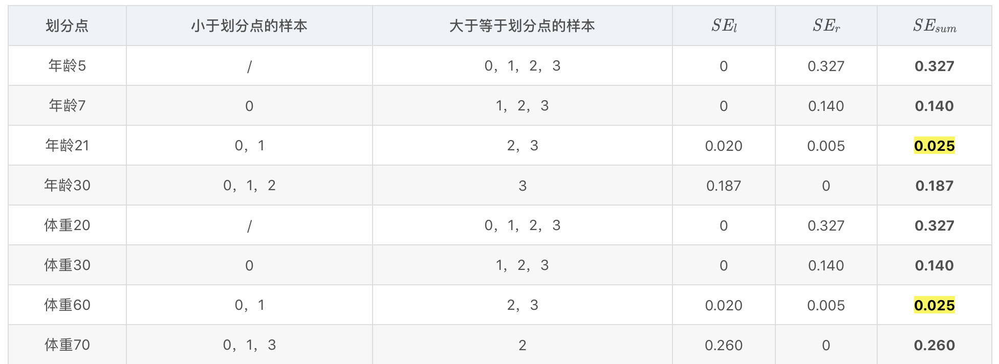 划分点 小于划分点的样本 大于等于划分点的样本 SE_l SE_r SE_sum
年龄5 / 0，1，2，3 0 0.327 0.327
年龄7 0 1，2，3 0 0.140 0.140
年龄21 0，1 2，3 0.020 0.005 0.025
年龄30 0，1，2 3 0.187 0 0.187
体重20 / 0，1，2，3 0 0.327 0.327
体重30 0 1，2，3 0 0.140 0.140
体重60 0，1 2，3 0.020 0.005 0.025
体重70 0，1，3 2 0.260 0 0.260